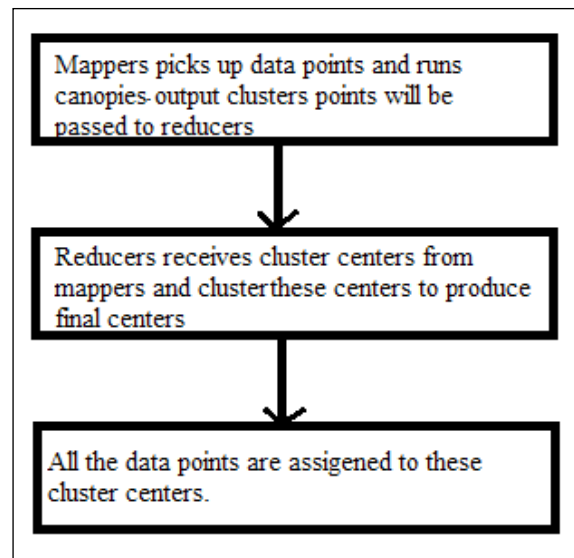 Mappers picks up data points and runs
canopies-output clusters points will be
passed to reducers
Reducers receives cluster centers from
mappers and clusterthese centers to produce
final centers
All the data points are assigened to these
cluster centers.